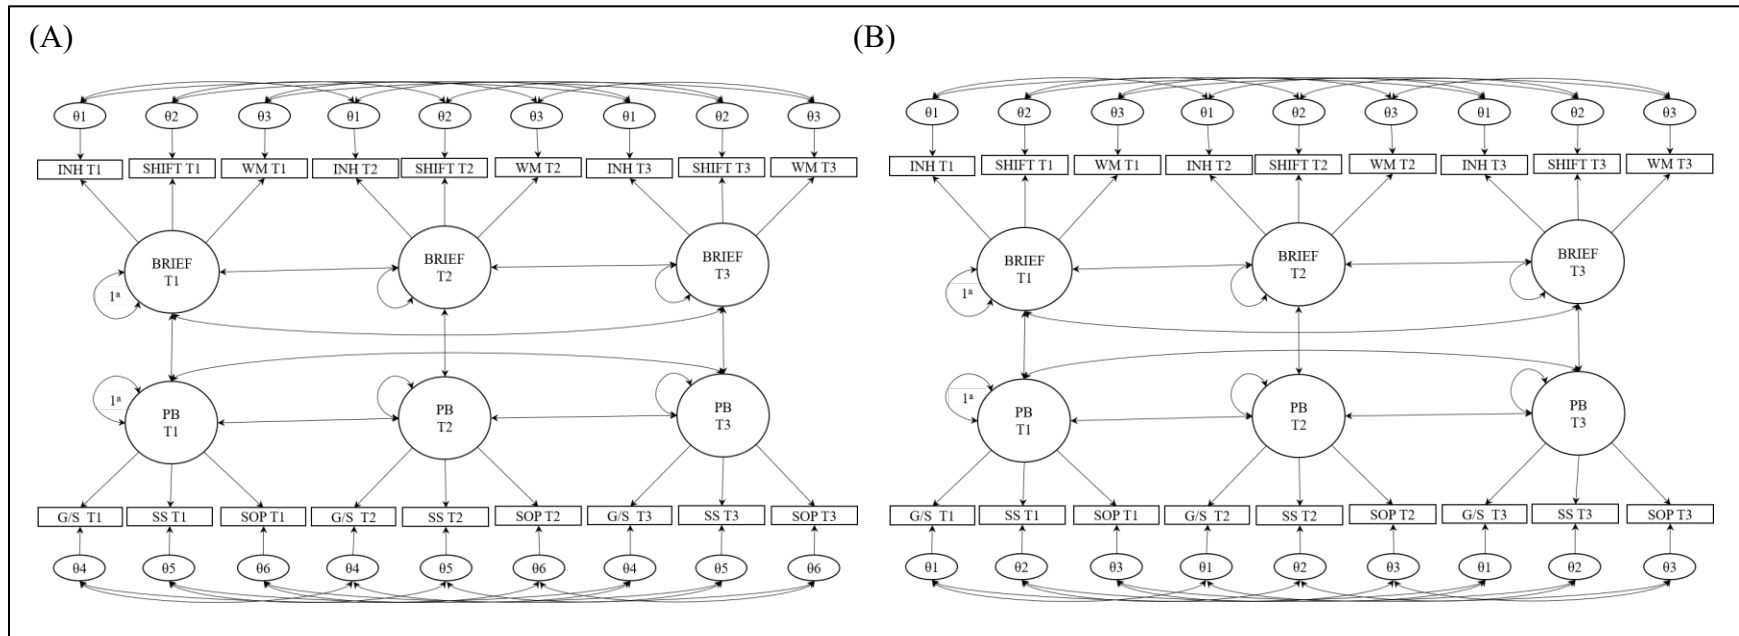 (A)
θ1 θ2 θ3 θ1 θ2 θ3 θ1 θ2 θ3
INH T1 SHIFT T1 WM T1 INH T2 SHIFT T2 WM T2 INH T3 SHIFT T3 WM T3
BRIEF
T1
1ª
BRIEF
T2
BRIEF
T3
1ª
PB
T1
PB
T2
PB
T3
G/S T1 SS T1 SOP T1 G/S T2 SS T2 SOP T2 G/S T3 SS T3 SOP T3
θ4 θ5 θ6 θ4 θ5 θ6 θ4 θ5 θ6
(B)
θ1 θ2 θ3 θ1 θ2 θ3 θ1 θ2 θ3
INH T1 SHIFT T1 WM T1 INH T2 SHIFT T2 WM T2 INH T3 SHIFT T3 WM T3
BRIEF
T1
1ª
BRIEF
T2
BRIEF
T3
1ª
PB
T1
PB
T2
PB
T3
G/S T1 SS T1 SOP T1 G/S T2 SS T2 SOP T2 G/S T3 SS T3 SOP T3
θ1 θ2 θ3 θ1 θ2 θ3 θ1 θ2 θ3